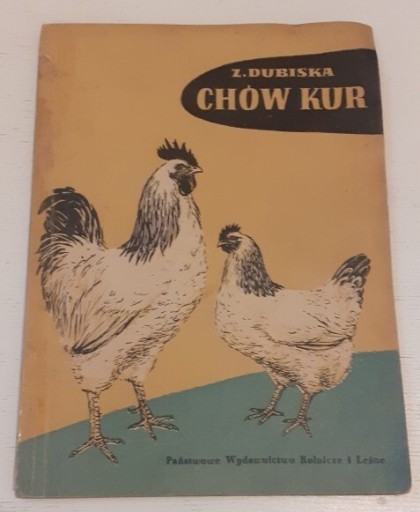 Z. DUBISKA
CHÓW KUR
Państwowe Wydawnictwo Rolnicze i Leśne